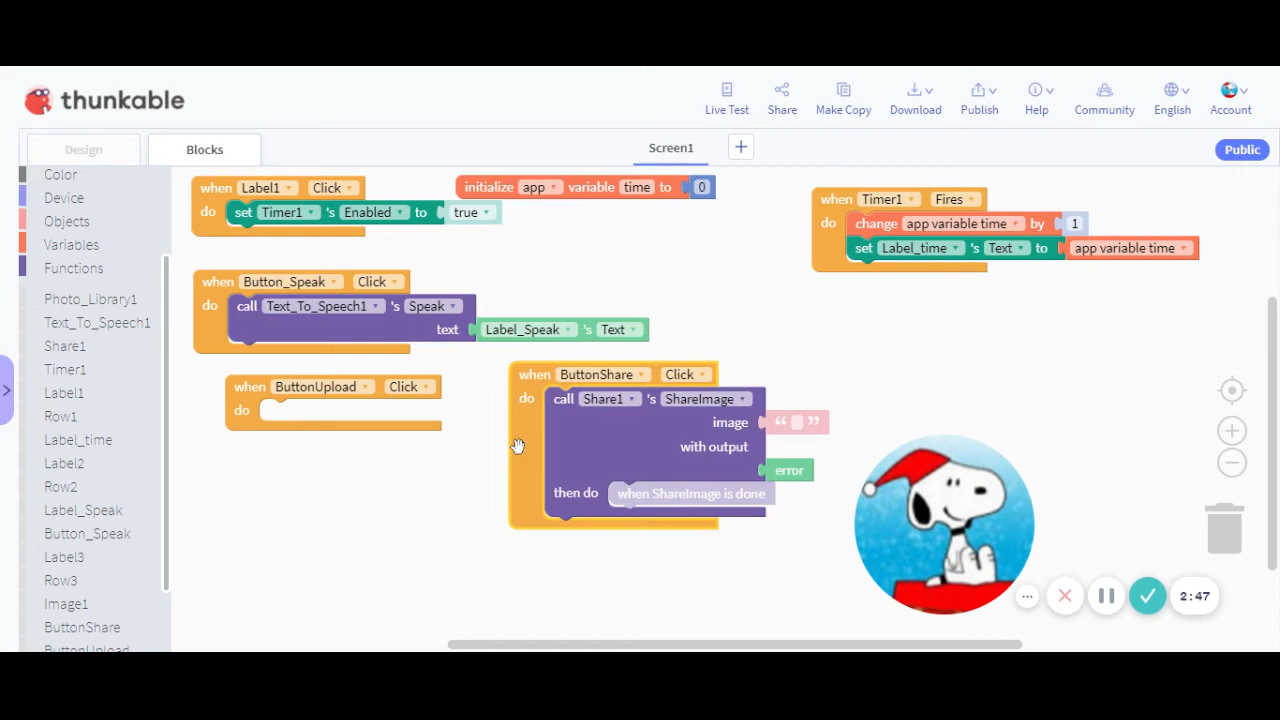 thunkable
Live Test
Share
Make Copy
Download
Publish
Help
Community
English
Account
Design
Blocks
Screen1
+
Public
Color
Device
Objects
Variables
Functions
Photo_Library1
Text_To_Speech1
Share1
Timer1
Label1
Row1
Label_time
Label2
Row2
Label_Speak
Button_Speak
Label3
Row3
Image1
ButtonShare
ButtonUpload
when Label1 Click
do set Timer1 's Enabled to true
initialize app variable time to 0
when Timer1 Fires
do change app variable time by 1
set Label_time 's Text to app variable time
when Button_Speak Click
do call Text_To_Speech1 's Speak
text Label_Speak 's Text
when ButtonUpload Click
do
when ButtonShare Click
do call Share1 's ShareImage
image “ ”
with output
error
then do when ShareImage is done
2:47